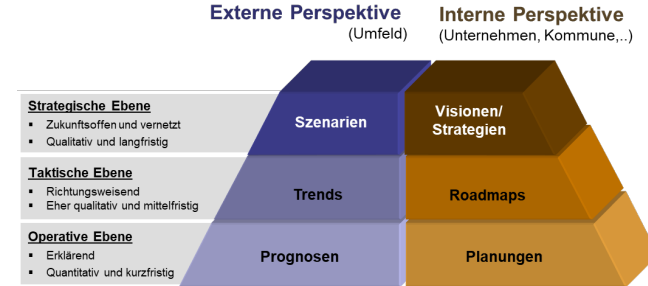 Externe Perspektive
(Umfeld)
Interne Perspektive
(Unternehmen, Kommune,..)
Strategische Ebene
▪ Zukunftsoffen und vernetzt
▪ Qualitativ und langfristig
Szenarien
Visionen/
Strategien
Taktische Ebene
▪ Richtungsweisend
▪ Eher qualitativ und mittelfristig
Trends
Roadmaps
Operative Ebene
▪ Erklärend
▪ Quantitativ und kurzfristig
Prognosen
Planungen